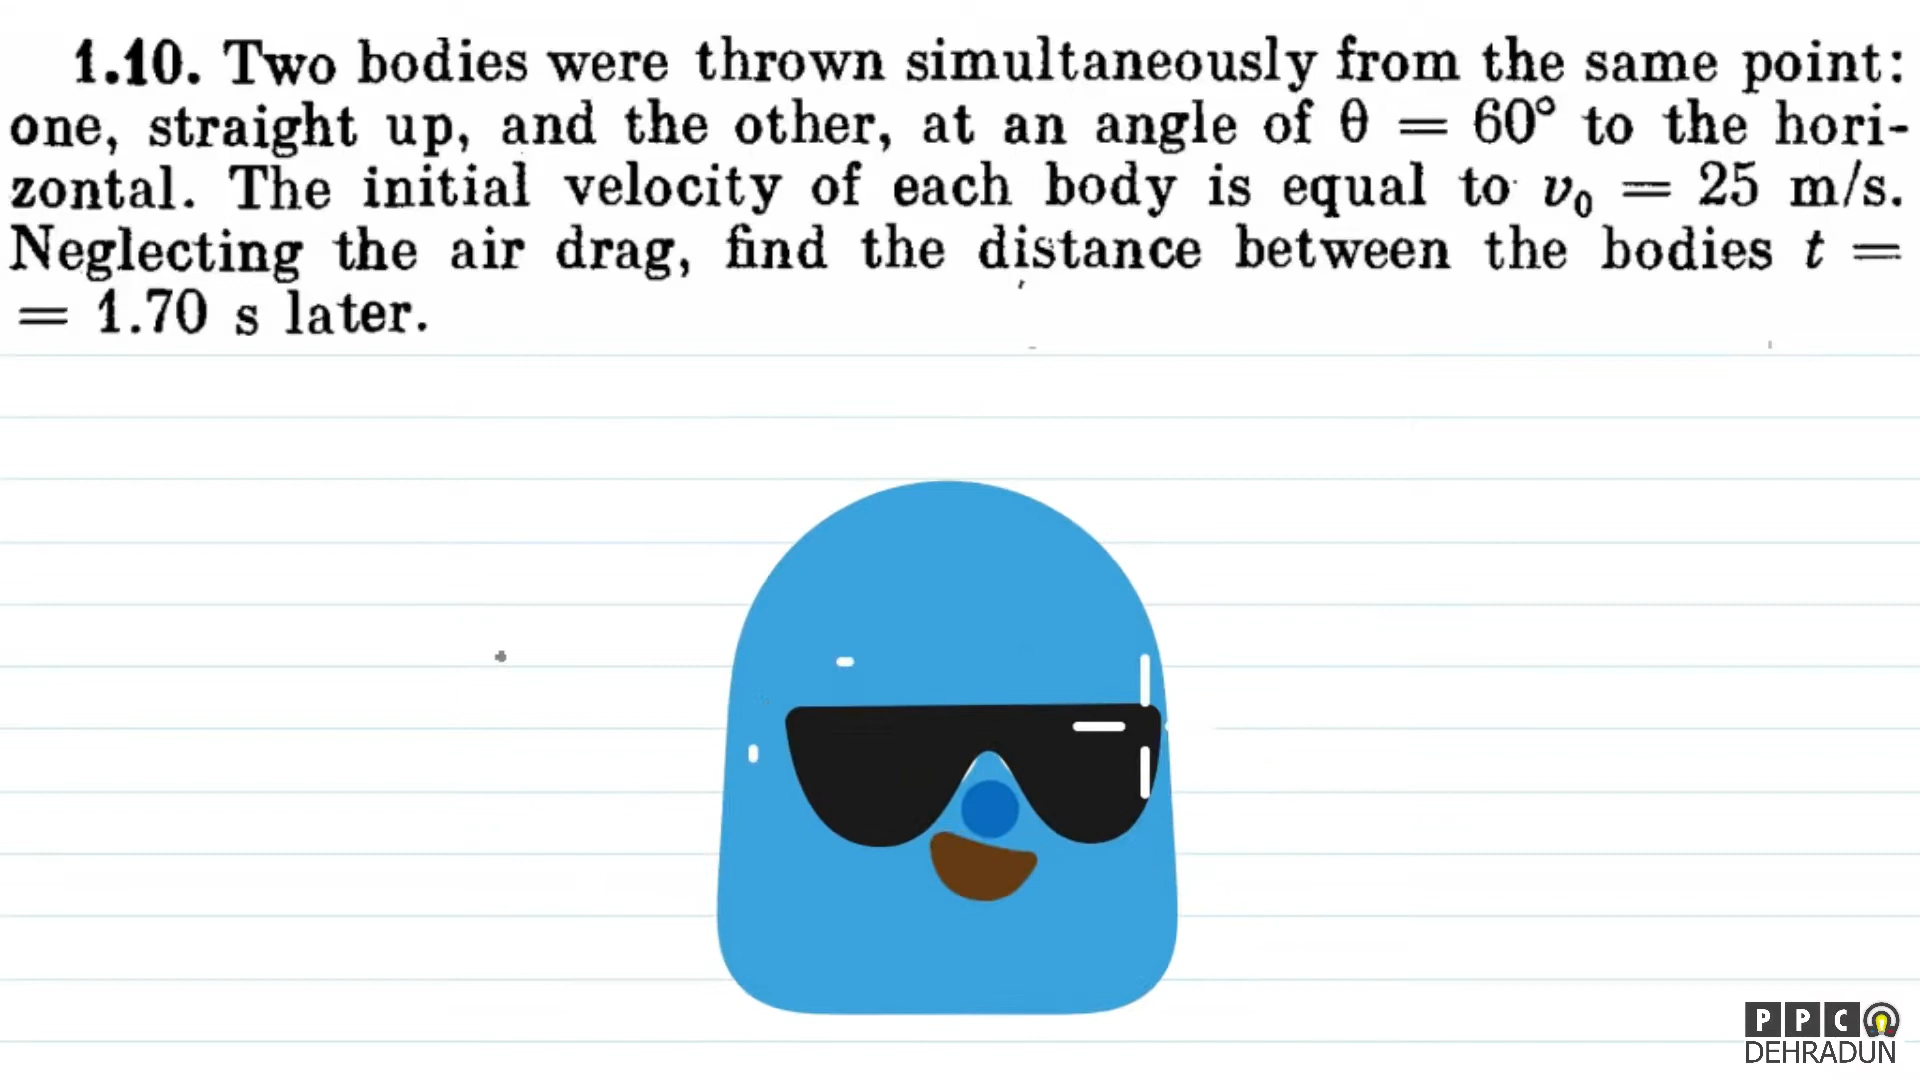 1.10. Two bodies were thrown simultaneously from the same point:
one, straight up, and the other, at an angle of θ = 60° to the hori-
zontal. The initial velocity of each body is equal to v₀ = 25 m/s.
Neglecting the air drag, find the distance between the bodies t =
= 1.70 s later.
PPC
DEHRADUN